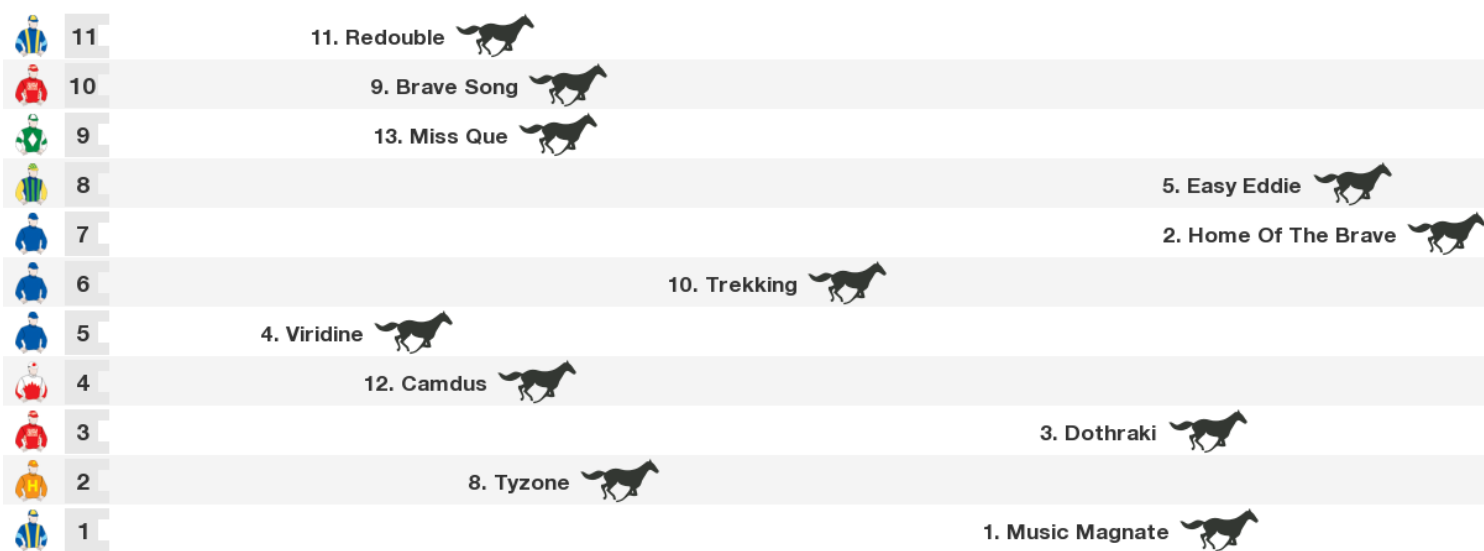 11 11. Redouble
10 9. Brave Song
9 13. Miss Que
8 5. Easy Eddie
7 2. Home Of The Brave
6 10. Trekking
5 4. Viridine
4 12. Camdus
3 3. Dothraki
H 2 8. Tyzone
1 1. Music Magnate